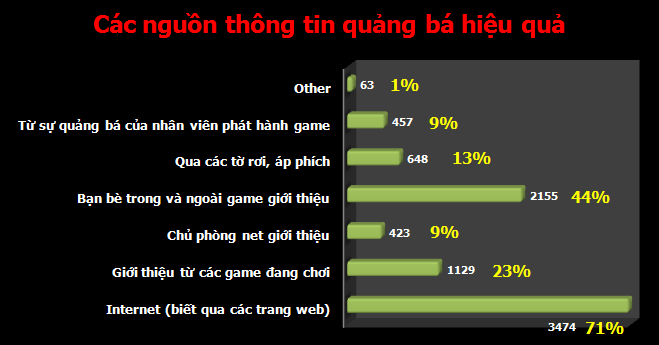 Các nguồn thông tin quảng bá hiệu quả
Other 63 1%
Từ sự quảng bá của nhân viên phát hành game 457 9%
Qua các tờ rơi, áp phích 648 13%
Bạn bè trong và ngoài game giới thiệu 2155 44%
Chủ phòng net giới thiệu 423 9%
Giới thiệu từ các game đang chơi 1129 23%
Internet (biết qua các trang web) 3474 71%